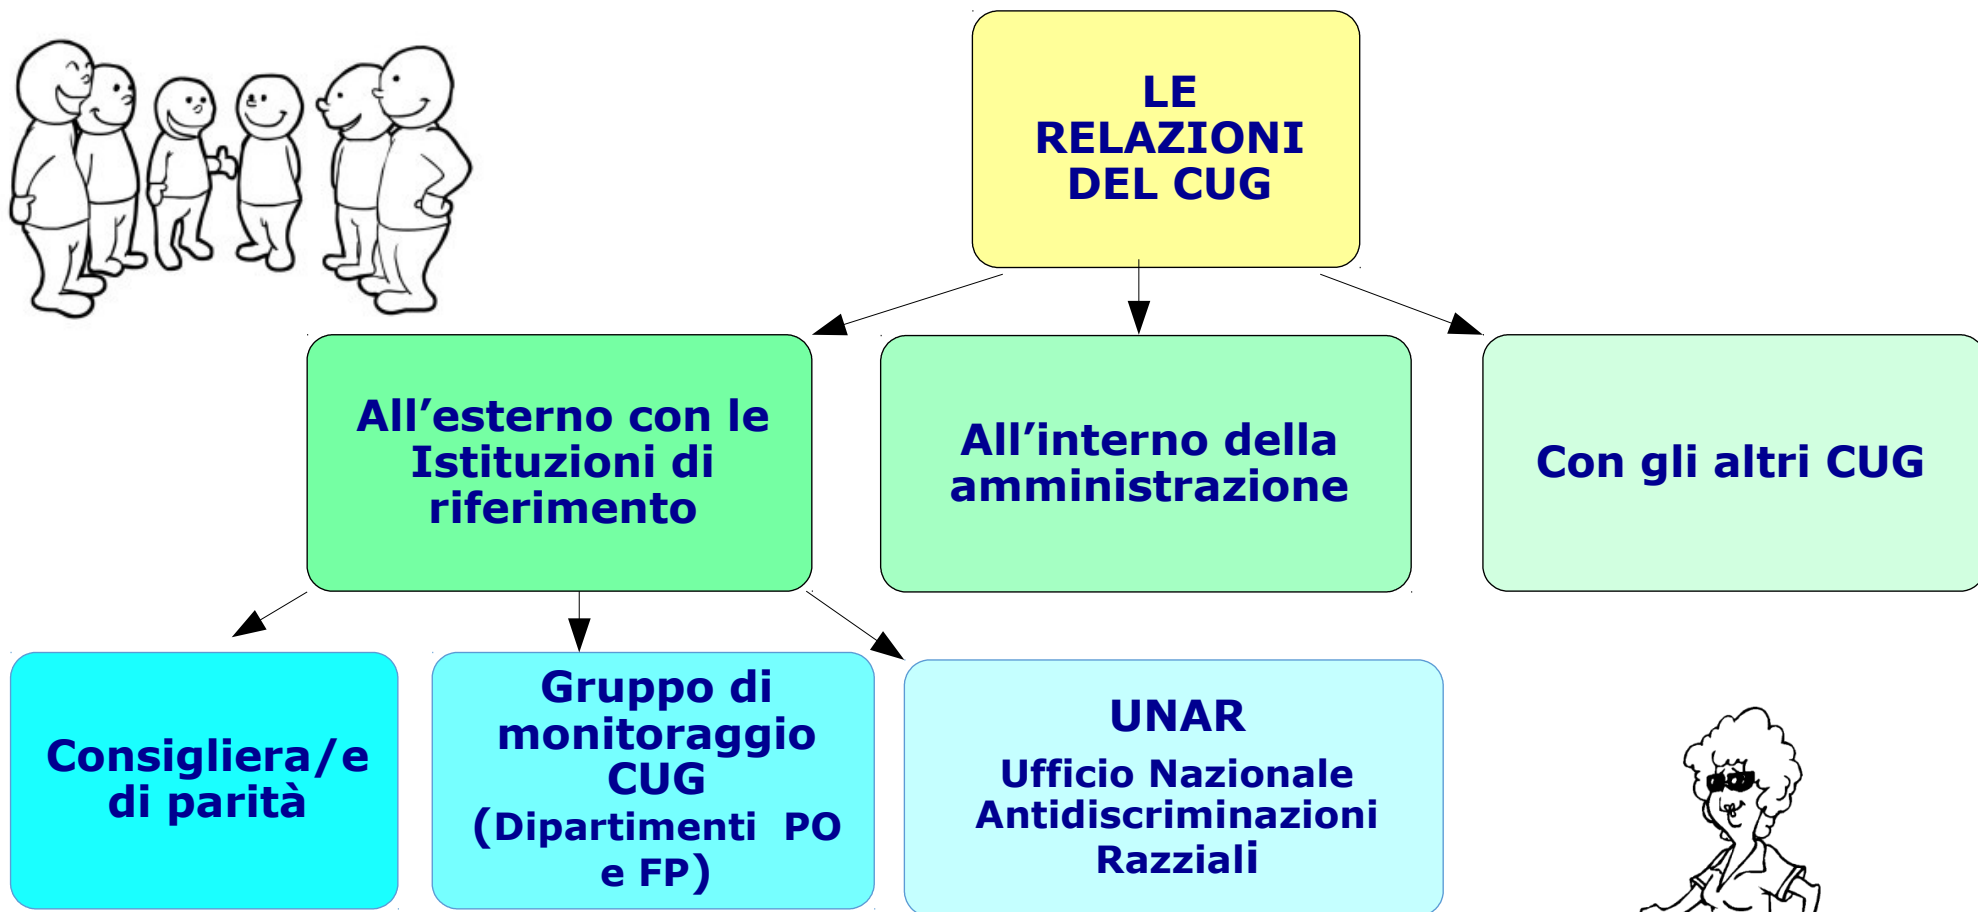 LE
RELAZIONI
DEL CUG
All’esterno con le
Istituzioni di
riferimento
All’interno della
amministrazione
Con gli altri CUG
Consigliera/e
di parità
Gruppo di
monitoraggio
CUG
(Dipartimenti PO
e FP)
UNAR
Ufficio Nazionale
Antidiscriminazioni
Razziali